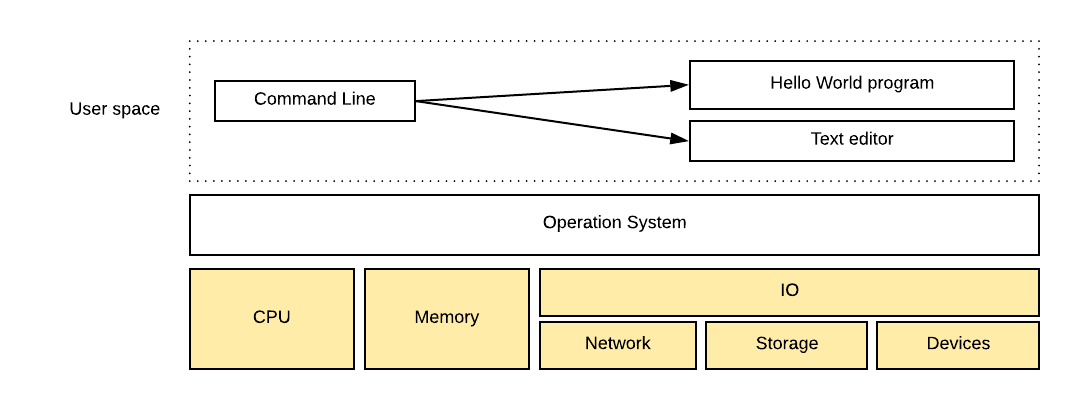 User space
Command Line
Hello World program
Text editor
Operation System
CPU
Memory
IO
Network
Storage
Devices